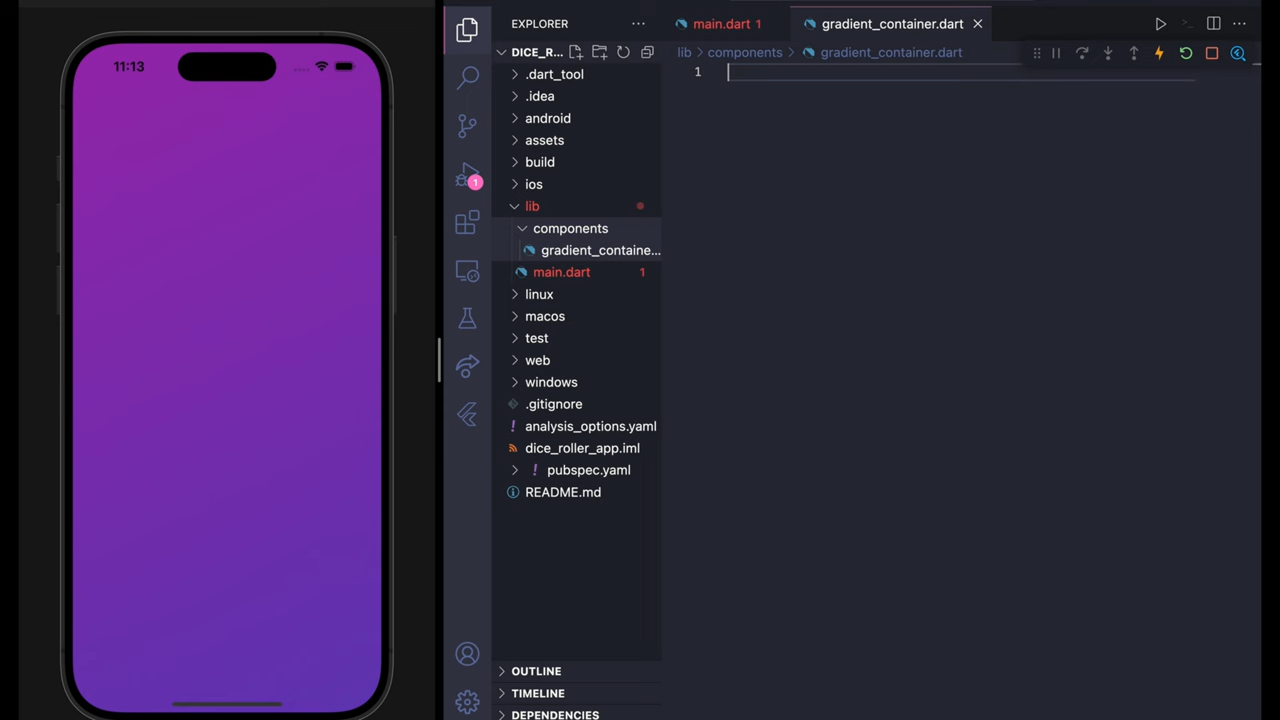 11:13
EXPLORER
main.dart 1
gradient_container.dart
DICE_R...
lib
components
gradient_container.dart
1
.dart_tool
.idea
android
assets
build
ios
1
lib
components
gradient_containe...
main.dart
1
linux
macos
test
web
windows
.gitignore
! analysis_options.yaml
dice_roller_app.iml
! pubspec.yaml
README.md
OUTLINE
TIMELINE
DEPENDENCIES